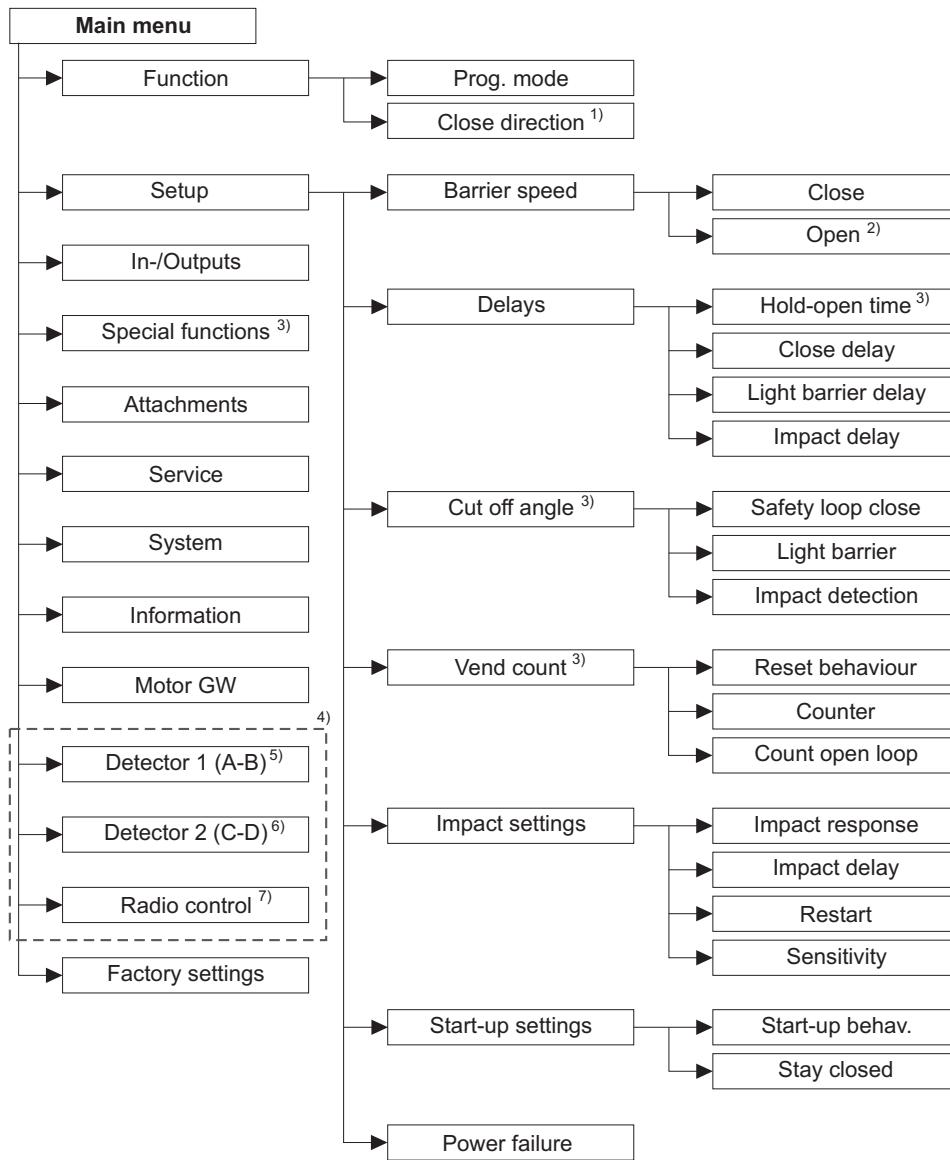 Main menu
Function
Prog. mode
Close direction 1)
Setup
Barrier speed
Close
Open 2)
In-/Outputs
Special functions 3)
Attachments
Service
System
Information
Motor GW
4)
Detector 1 (A-B) 5)
Detector 2 (C-D) 6)
Radio control 7)
Factory settings
Delays
Hold-open time 3)
Close delay
Light barrier delay
Impact delay
Cut off angle 3)
Safety loop close
Light barrier
Impact detection
Vend count 3)
Reset behaviour
Counter
Count open loop
Impact settings
Impact response
Impact delay
Restart
Sensitivity
Start-up settings
Start-up behav.
Stay closed
Power failure